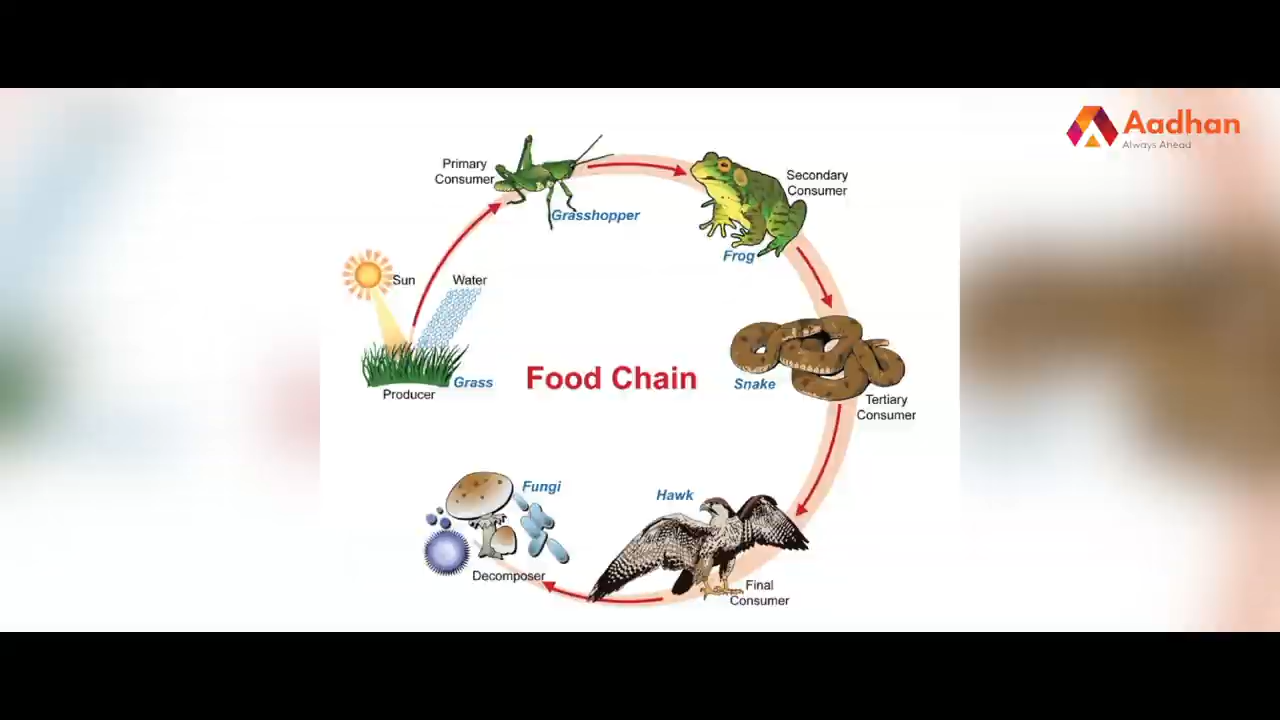 Aadhan
Always Ahead
Primary
Consumer
Grasshopper
Secondary
Consumer
Frog
Sun
Water
Grass
Producer
Food Chain
Snake
Tertiary
Consumer
Hawk
Final
Consumer
Fungi
Decomposer